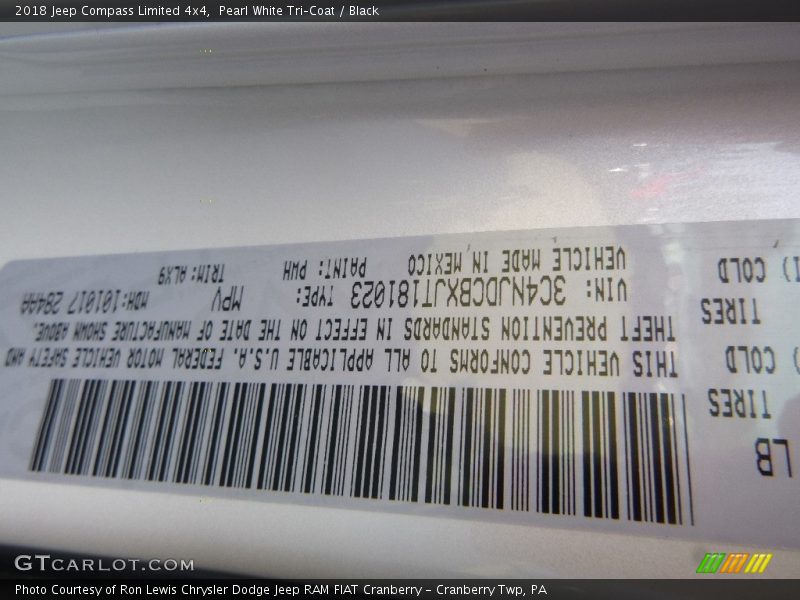 2018 Jeep Compass Limited 4x4, Pearl White Tri-Coat / Black
LB
TIRES
COLD
TIRES
COLD
THIS VEHICLE CONFORMS TO ALL APPLICABLE U.S.A. FEDERAL MOTOR VEHICLE SAFETY AND
THEFT PREVENTION STANDARDS IN EFFECT ON THE DATE OF MANUFACTURE SHOWN ABOVE.
VIN: 3C4NJDCBXJT181023 TYPE: MPV MDH:101017 284AA
VEHICLE MADE IN MEXICO PAINT: PWH TRIM:ALX9
GTCARLOT.COM
Photo Courtesy of Ron Lewis Chrysler Dodge Jeep RAM FIAT Cranberry - Cranberry Twp, PA